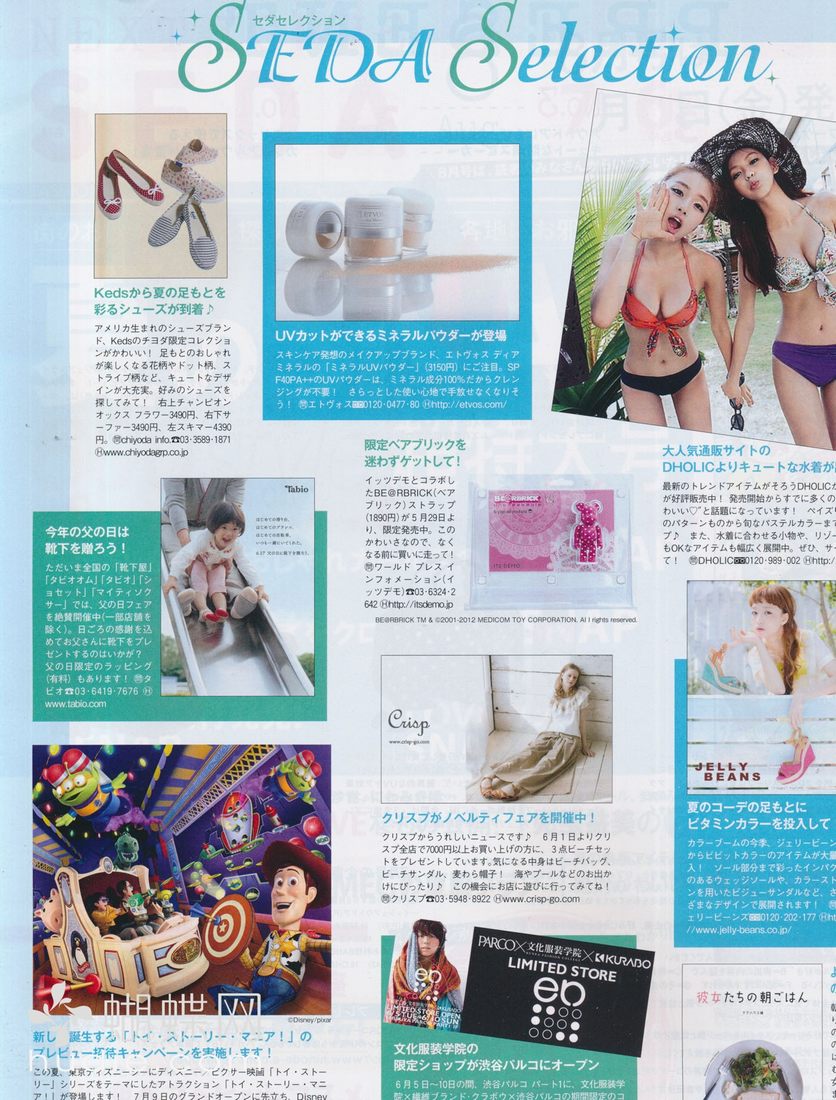 セダセレクション
SEDA Selection
Kedsから夏の足もとを
彩るシューズが到着♪
アメリカ生まれのシューズブラン
ド、Kedsのチヨダ限定コレクショ
ンがかわいい！ 足もとのおしゃれ
が楽しくなる花柄やドット柄、ス
トライプ柄など、キュートなデザ
インが大充実。好みのシューズを
探してみて！ 右上チャンピオン
オックス フラワー3490円、右下サ
ーファー3490円、左スキマー4390
円。㉄chiyoda info.☎03・3589・1871
Ⓗwww.chiyodagrp.co.jp
ETVOS
UVカットができるミネラルパウダーが登場
スキンケア発想のメイクアップブランド、エトヴォス ディア
ミネラルの「ミネラルUVパウダー」(3150円)にご注目。SP
F40PA++のUVパウダーは、ミネラル成分100%だからクレン
ジングが不要！ さらっとした使い心地で手放せなくなりそ
う！ ㉄エトヴォス0120・0477・80 Ⓗhttp://etvos.com/
限定ベアブリックを
迷わずゲットして！
イッツデモとコラボし
たBE@RBRICK(ベア
ブリック)ストラップ
(1890円)が5月29日よ
り、限定発売中。この
かわいさなので、なく
なる前に買いに走って！
㉄ワールド プレス イ
ンフォメーション(イ
ッツデモ)☎03・6324・2
642 Ⓗhttp://itsdemo.jp
BE@RBRICK
ITS' DEMO
BE@RBRICK TM & ©2001-2012 MEDICOM TOY CORPORATION. Al l rights reserved.
大人気通販サイトの
DHOLICよりキュートな水着が
最新のトレンドアイテムがそろうDHOLICか
が好評販売中！ 発売開始からすでに多くの
わいい♡"と話題になっています！ ペイズリ
のパターンものから旬なパステルカラーま
プ♪ また、水着に合わせる小物や、リゾー
もOKなアイテムも幅広く展開中。ぜひ、サ
て！ ㉄DHOLIC0120・989・002 Ⓗhttp
今年の父の日は
靴下を贈ろう！
ただいま全国の「靴下屋」
「タビオオム」「タビオ」「シ
ョセット」「マイティソク
サー」では、父の日フェア
を絶賛開催中(一部店舗を
除く)。日ごろの感謝を込
めてお父さんに靴下をプレ
ゼントするのはいかが？
父の日限定のラッピング
(有料)もあります！ ㉄タ
ビオ☎03・6419・7676 Ⓗ
www.tabio.com
Tabio
Crisp
www.crisp-go.com
クリスプがノベルティフェアを開催中！
クリスプからうれしいニュースです♪ 6月1日よりクリ
スプ全店で7000円以上お買い上げの方に、3点ビーチセッ
トをプレゼントしています。気になる中身はビーチバッグ、
ビーチサンダル、麦わら帽子！ 海やプールなどのお出か
けにぴったり♪ この機会にお店に遊びに行ってみてね！
㉄クリスプ☎03・5948・8922 Ⓗwww.crisp-go.com
JELLY
BEANS
夏のコーデの足もとに
ビタミンカラーを投入して
カラーブームの今季、ジェリービーン
からビビットカラーのアイテムが大量
入！ ソール部分まで彩ったインパク
のあるウェッジソールや、カラースト
ンを用いたビジューサンダルなど、さ
ざまなデザインで展開されます！ ㉄
ェリービーンズ0120・202・177 Ⓗht
//www.jelly-beans.co.jp/
©Disney/pixar
蝴蝶网
新しく誕生する「トイ・ストーリー・マニア！」の
プレビュー招待キャンペーンを実施します！
この夏、東京ディズニーシーにディズニー ピクサー映画「トイ・ストー
リー」シリーズをテーマにしたアトラクション「トイ・ストーリー・マニ
ア！」が登場します！ 7月9日のグランドオープンに先立ち、Disney
PARCO×文化服装学院×KURABO
LIMITED STORE
en
文化服装学院の
限定ショップが渋谷パルコにオープン
6月5日～10日の間、渋谷パルコ パート1に、文化服装学
院×繊維ブランド・クラボウ×渋谷パルコの期間限定のコ
彼女たちの朝ごはん